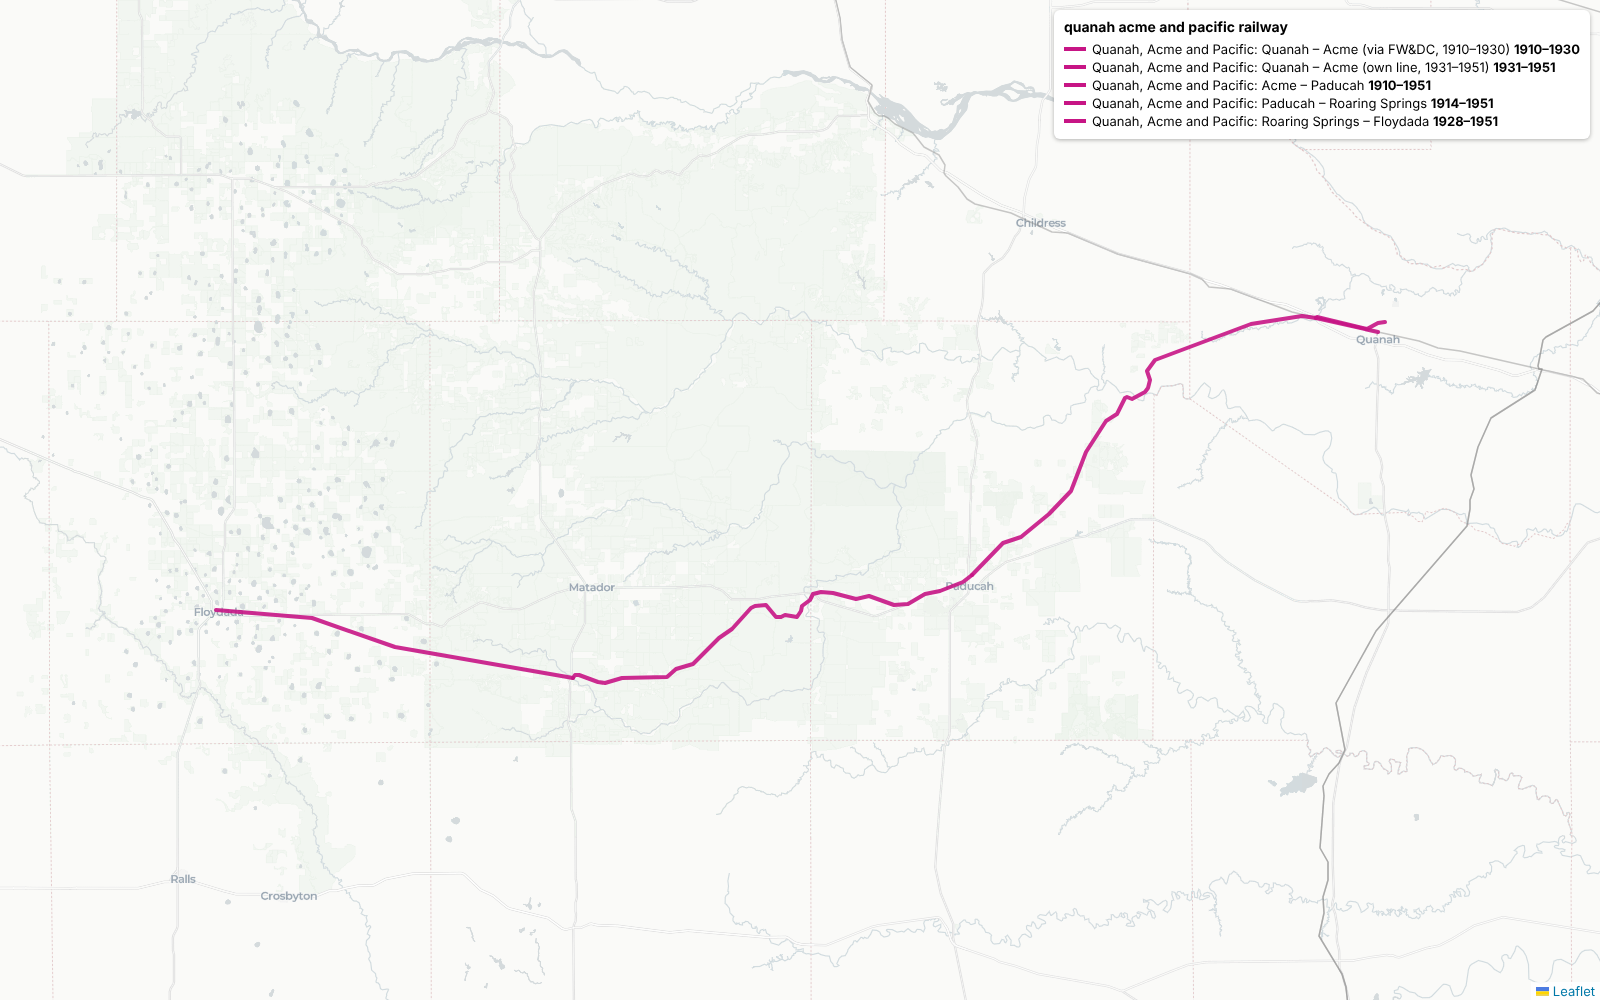 quanah acme and pacific railway
Quanah, Acme and Pacific: Quanah – Acme (via FW&DC, 1910–1930) 1910–1930
Quanah, Acme and Pacific: Quanah – Acme (own line, 1931–1951) 1931–1951
Quanah, Acme and Pacific: Acme – Paducah 1910–1951
Quanah, Acme and Pacific: Paducah – Roaring Springs 1914–1951
Quanah, Acme and Pacific: Roaring Springs – Floydada 1928–1951
Childress
Quanah
Matador
Paducah
Floydada
Ralls
Crosbyton
Leaflet